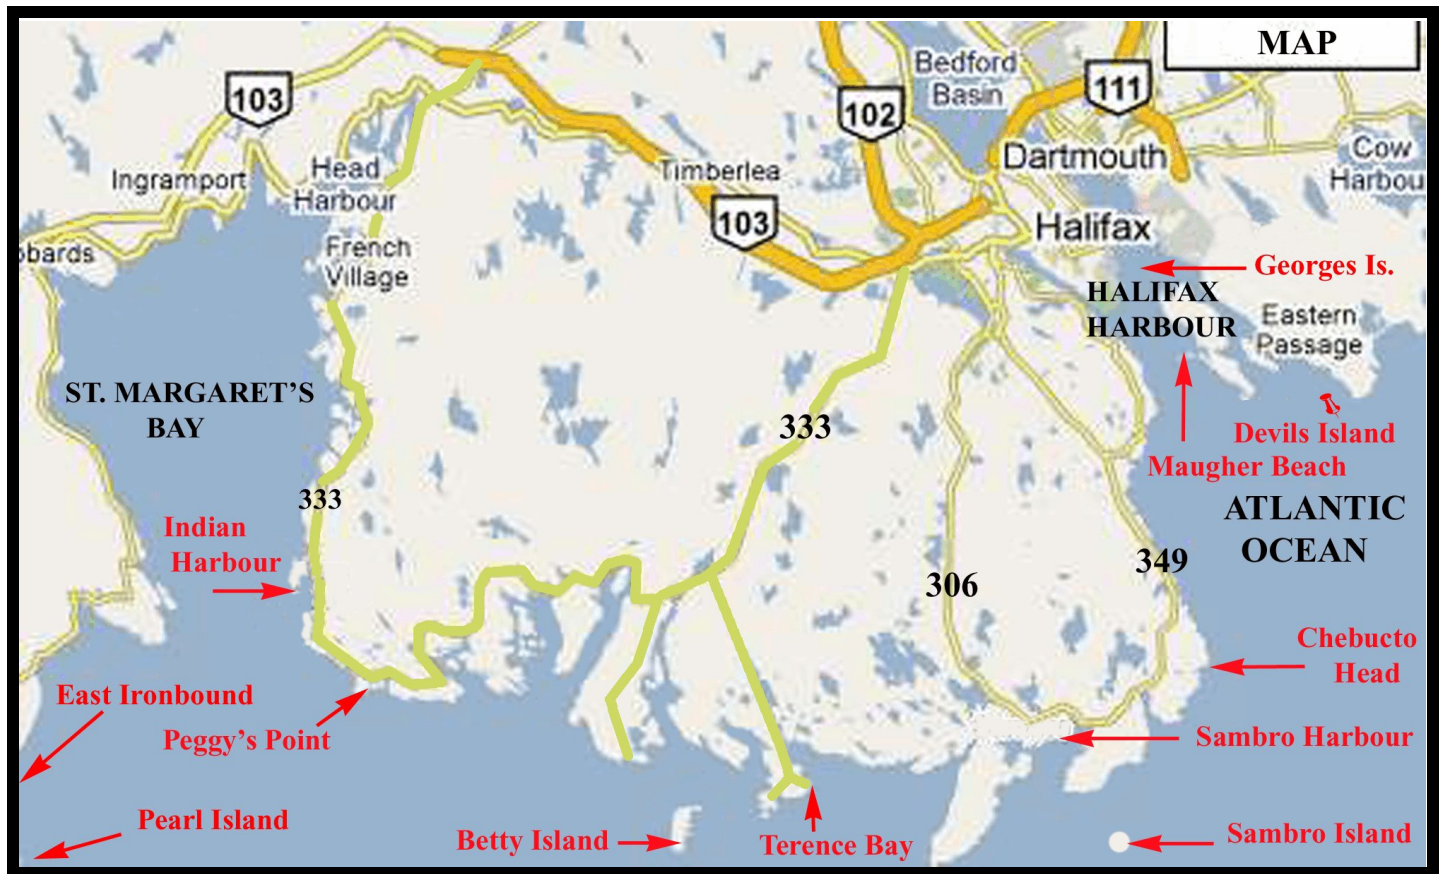 MAP
Bedford
Basin
111
103
102
Cow
Harbou
Dartmouth
Head
Harbour
Ingramport
Timberlea
103
Halifax
French
Village
obards
Georges Is.
HALIFAX
HARBOUR
Eastern
Passage
ST. MARGARET'S
BAY
333
Devils Island
Maugher Beach
333
ATLANTIC
OCEAN
Indian
Harbour
349
306
Chebucto
Head
East Ironbound
Peggy's Point
Sambro Harbour
Pearl Island
Betty Island
Terence Bay
Sambro Island